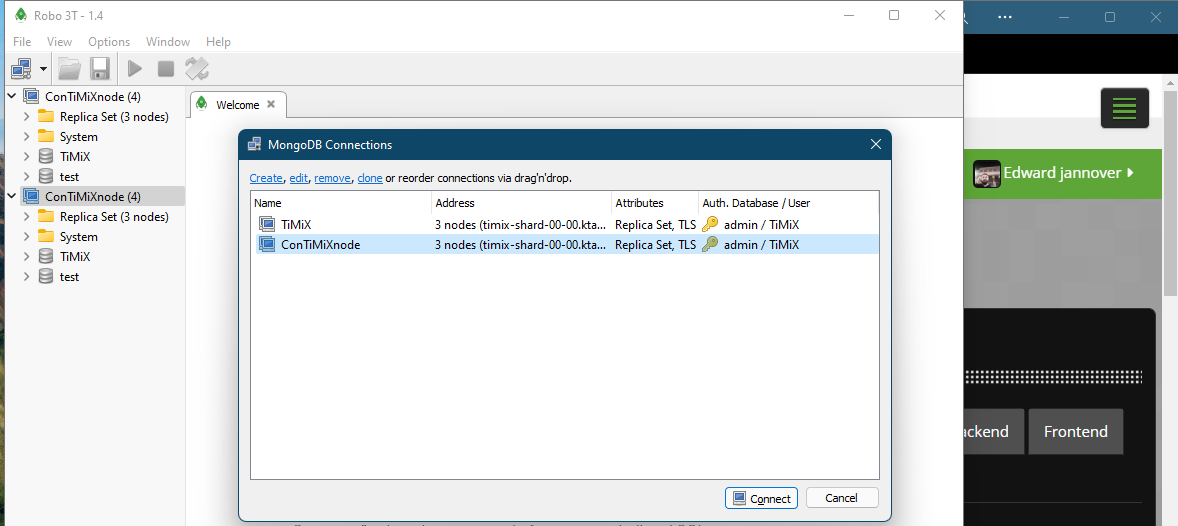 Robo 3T - 1.4
File View Options Window Help
ConTiMiXnode (4)
Replica Set (3 nodes)
System
TiMiX
test
ConTiMiXnode (4)
Replica Set (3 nodes)
System
TiMiX
test
Welcome
MongoDB Connections
Create, edit, remove, clone or reorder connections via drag'n'drop.
Name Address Attributes Auth. Database / User
TiMiX 3 nodes (timix-shard-00-00.kta... Replica Set, TLS admin / TiMiX
ConTiMiXnode 3 nodes (timix-shard-00-00.kta... Replica Set, TLS admin / TiMiX
Connect Cancel
Edward jannover
ackend Frontend